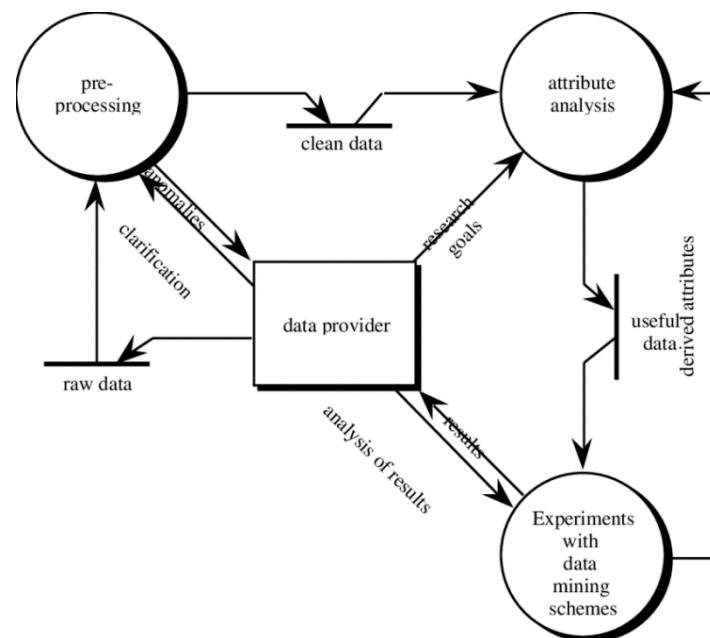 pre-
processing
attribute
analysis
clean data
anomalies
clarification
research
goals
data provider
raw data
useful
data.
derived attributes
analysis of results
results
Experiments
with
data
mining
schemes